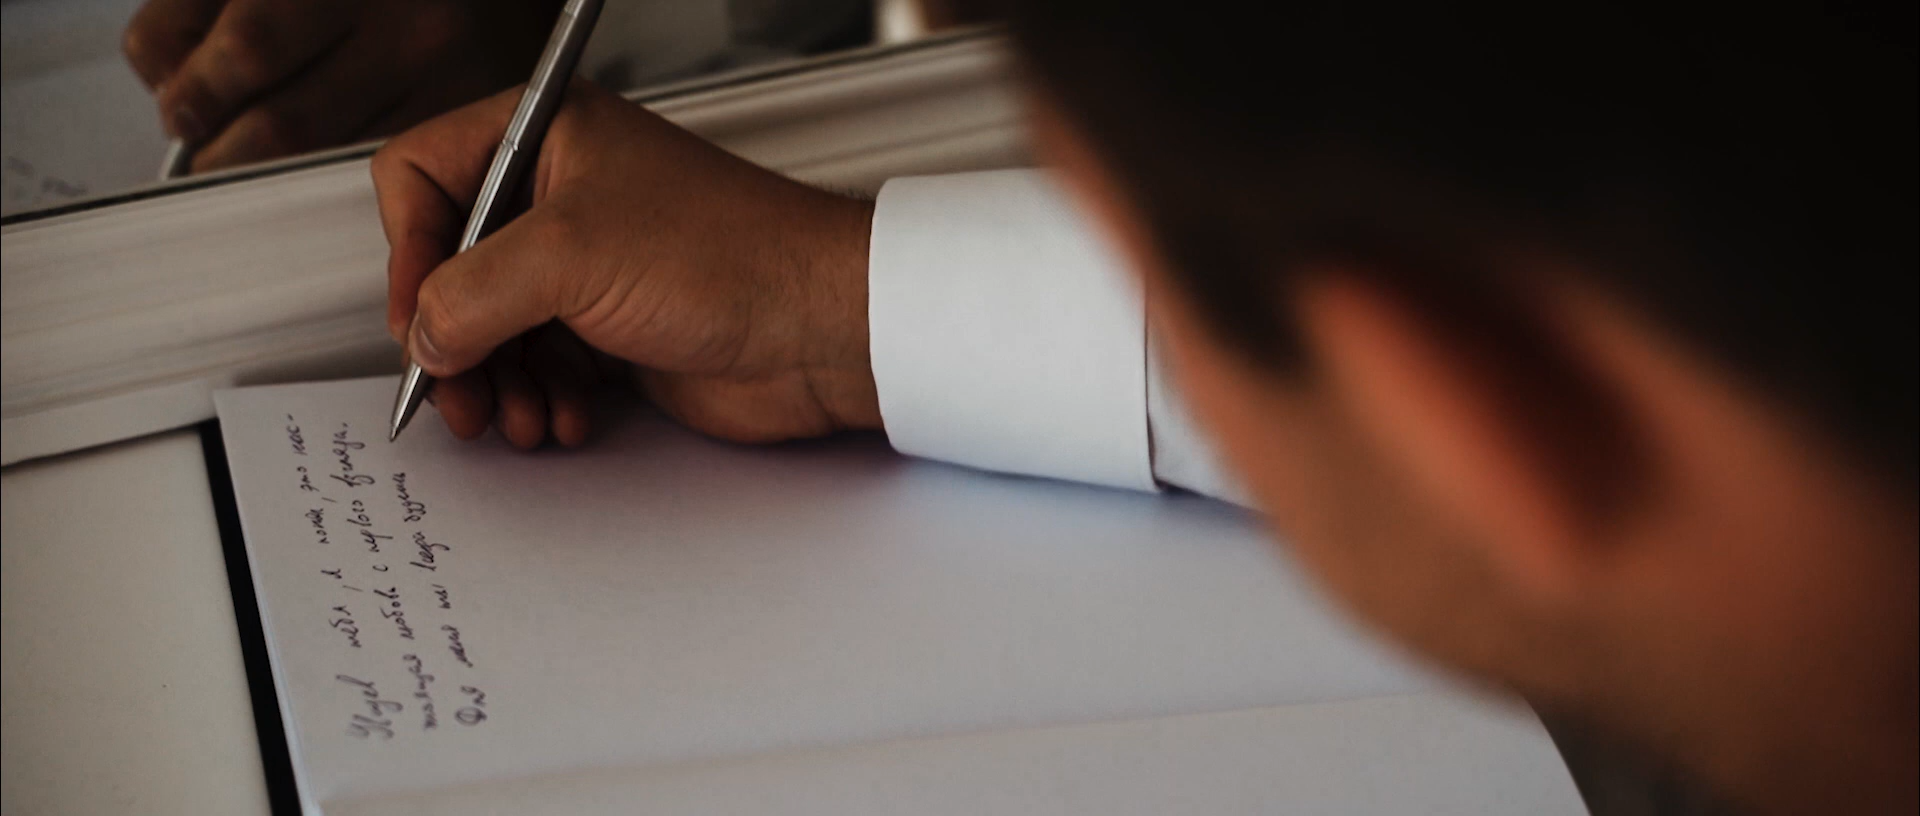 Увидел тебя, я понял, это нас-
тоящая любовь с первого взгляда.
Для меня ты всегда будешь